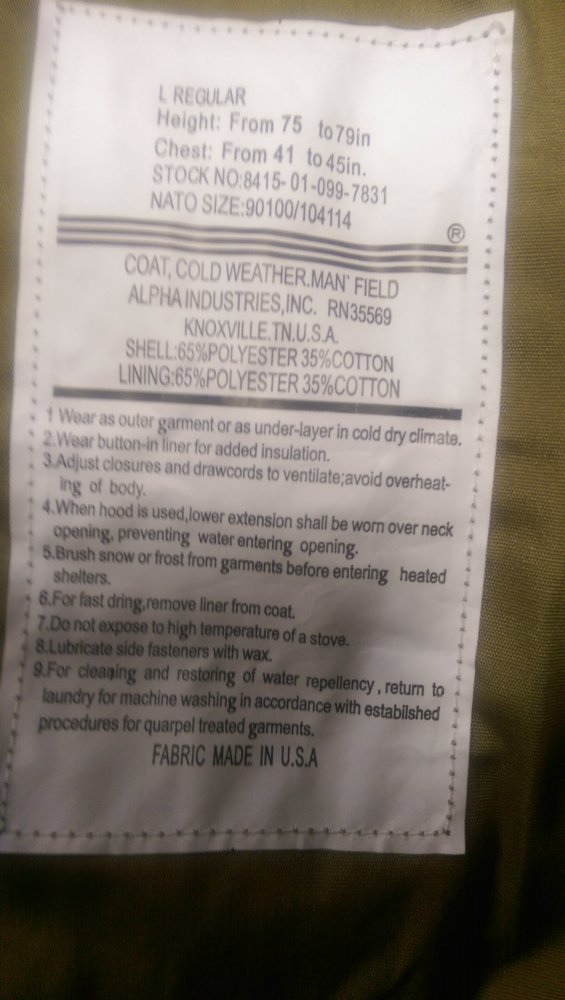 L REGULAR
Height: From 75 to79in
Chest: From 41 to 45in.
STOCK NO:8415-01-099-7831
NATO SIZE:90100/104114
®
COAT, COLD WEATHER.MAN' FIELD
ALPHA INDUSTRIES,INC. RN35569
KNOXVILLE.TN.U.S.A.
SHELL:65%POLYESTER 35%COTTON
LINING:65%POLYESTER 35%COTTON
1 Wear as outer garment or as under-layer in cold dry climate.
2.Wear button-in liner for added insulation.
3.Adjust closures and drawcords to ventilate;avoid overheat-
ing of body.
4.When hood is used,lower extension shall be worn over neck
opening, preventing water entering opening.
5.Brush snow or frost from garments before entering heated
shelters.
6.For fast dring,remove liner from coat.
7.Do not expose to high temperature of a stove.
8.Lubricate side fasteners with wax.
9.For cleaning and restoring of water repellency, return to
laundry for machine washing in accordance with estabilshed
procedures for quarpel treated garments.
FABRIC MADE IN U.S.A